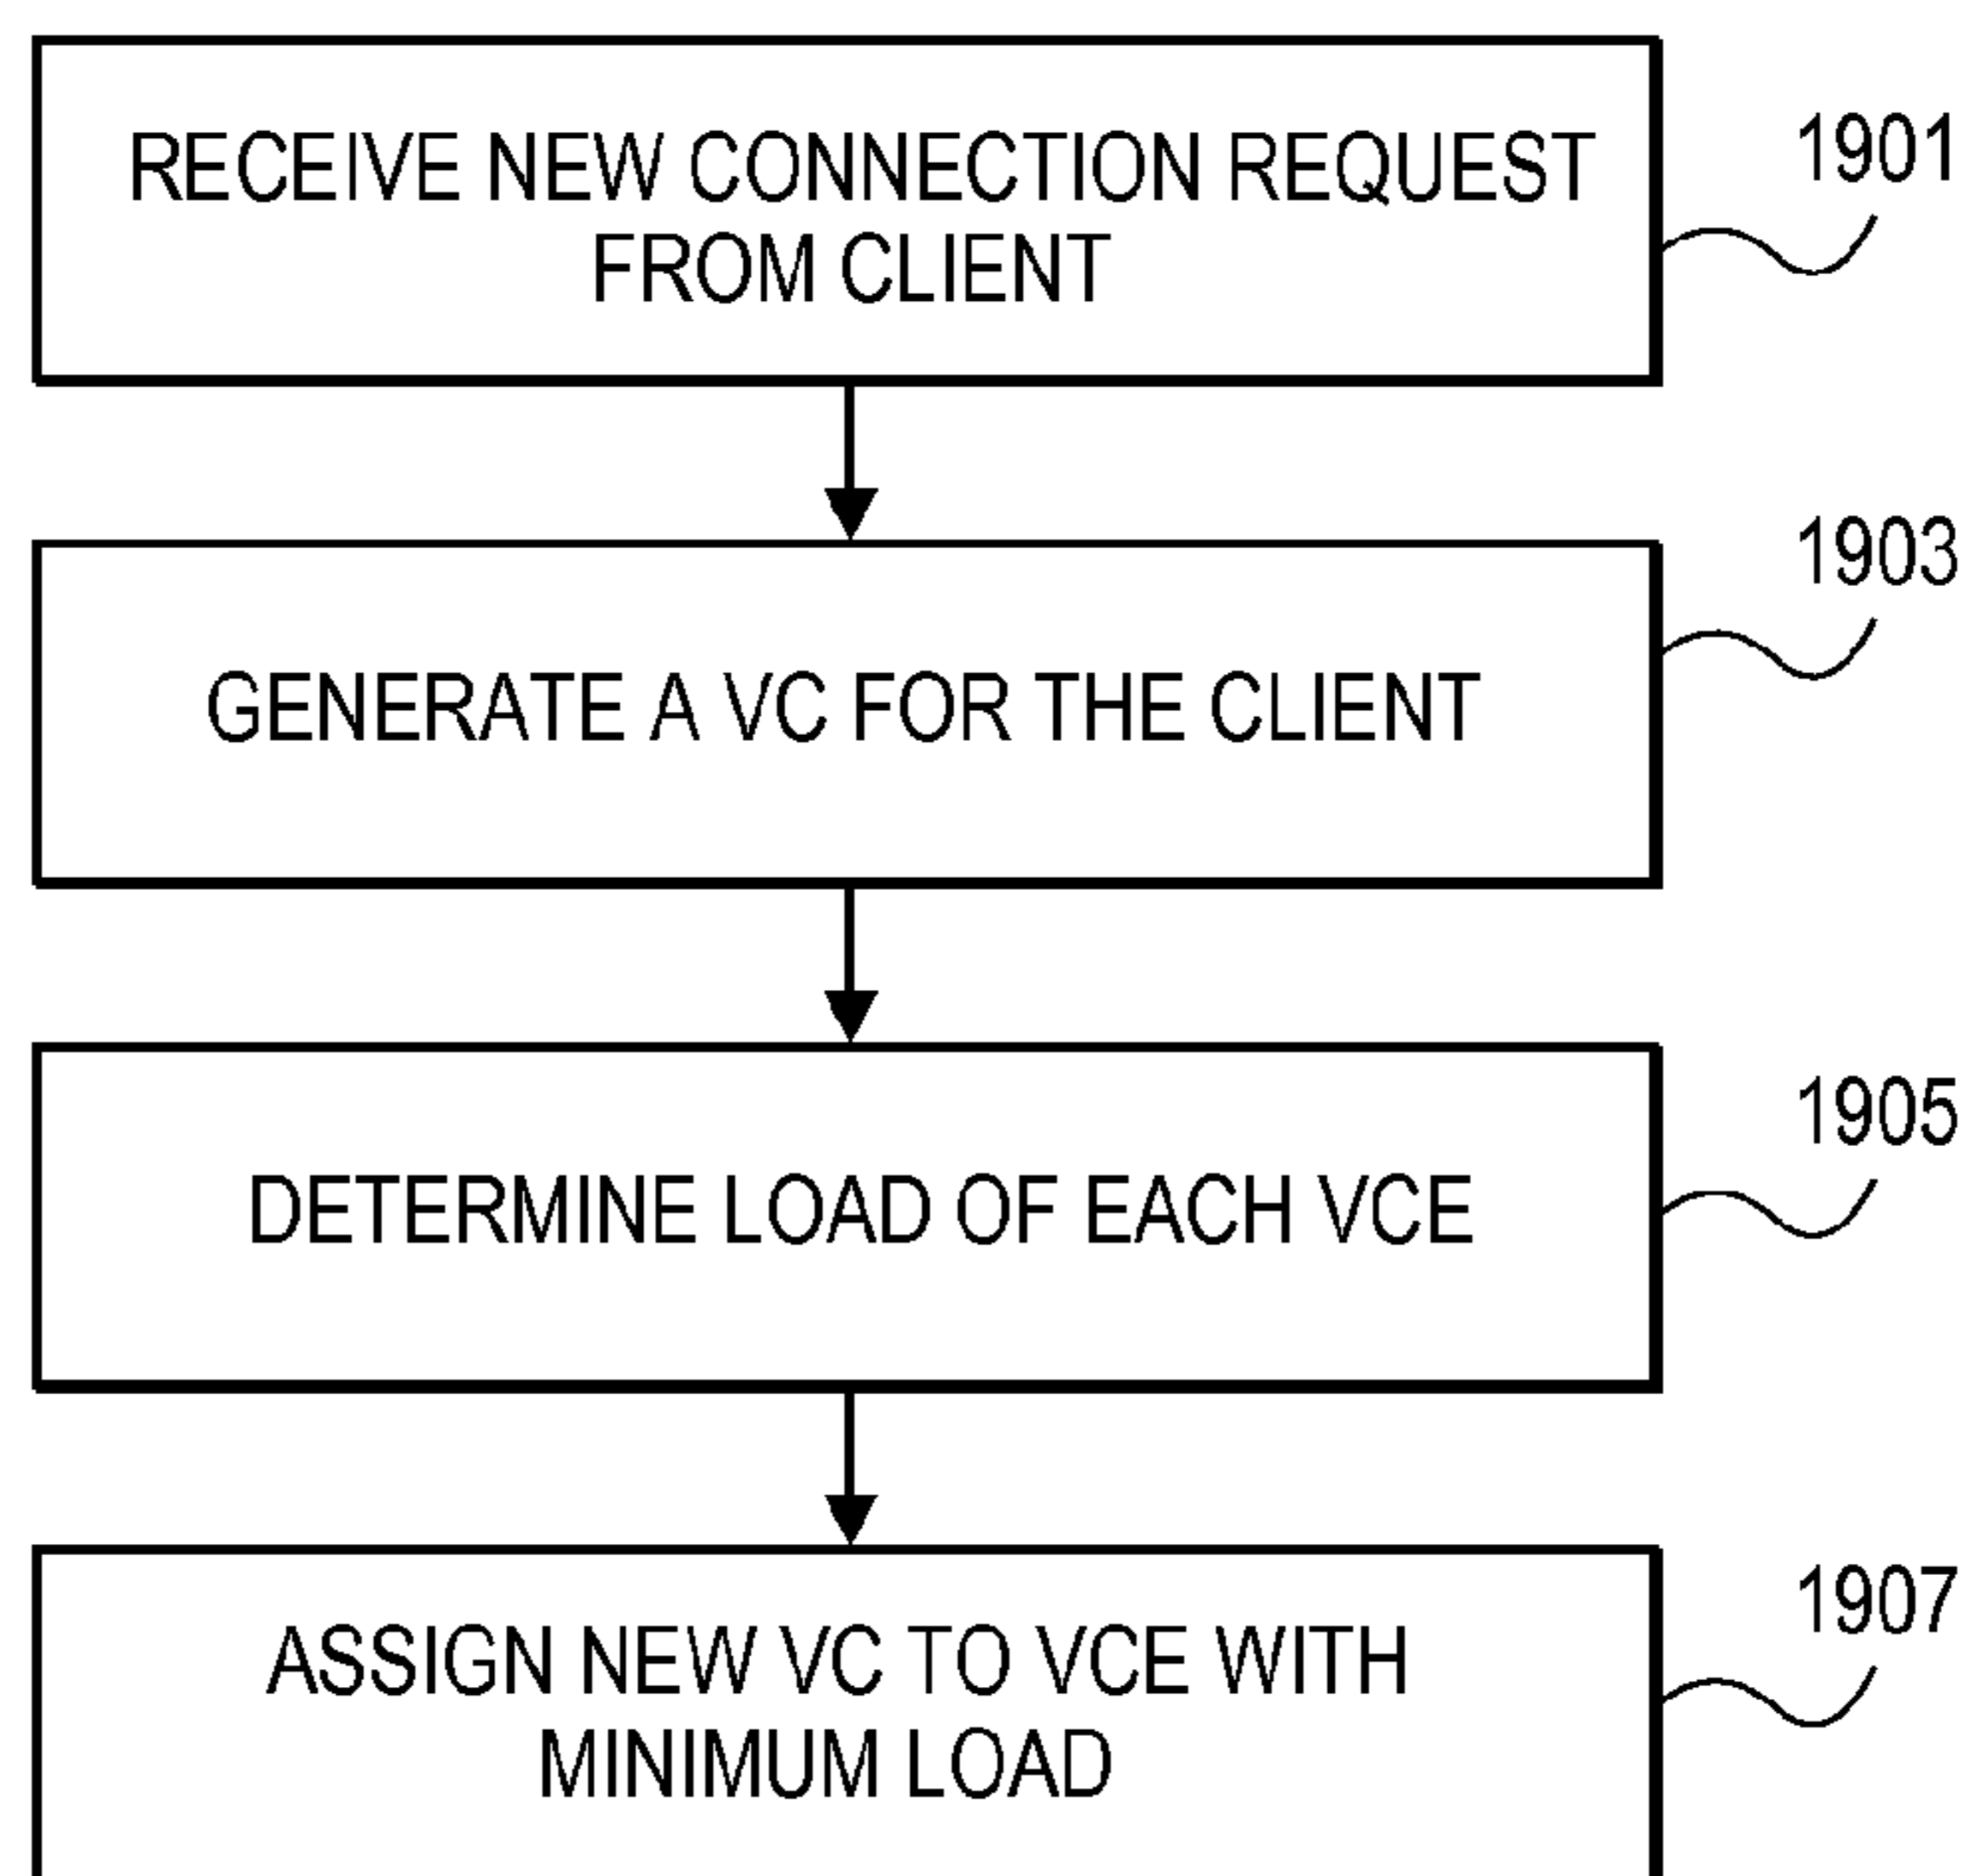 RECEIVE NEW CONNECTION REQUEST
FROM CLIENT
1901
GENERATE A VC FOR THE CLIENT
1903
DETERMINE LOAD OF EACH VCE
1905
ASSIGN NEW VC TO VCE WITH
MINIMUM LOAD
1907